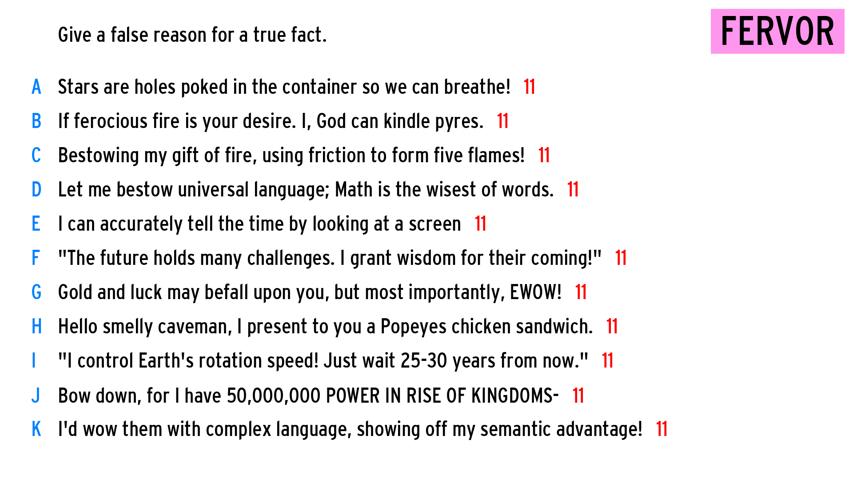 Give a false reason for a true fact.
FERVOR
A Stars are holes poked in the container so we can breathe! 11
B If ferocious fire is your desire. I, God can kindle pyres. 11
C Bestowing my gift of fire, using friction to form five flames! 11
D Let me bestow universal language; Math is the wisest of words. 11
E I can accurately tell the time by looking at a screen 11
F "The future holds many challenges. I grant wisdom for their coming!" 11
G Gold and luck may befall upon you, but most importantly, EWOW! 11
H Hello smelly caveman, I present to you a Popeyes chicken sandwich. 11
I "I control Earth's rotation speed! Just wait 25-30 years from now." 11
J Bow down, for I have 50,000,000 POWER IN RISE OF KINGDOMS- 11
K I'd wow them with complex language, showing off my semantic advantage! 11